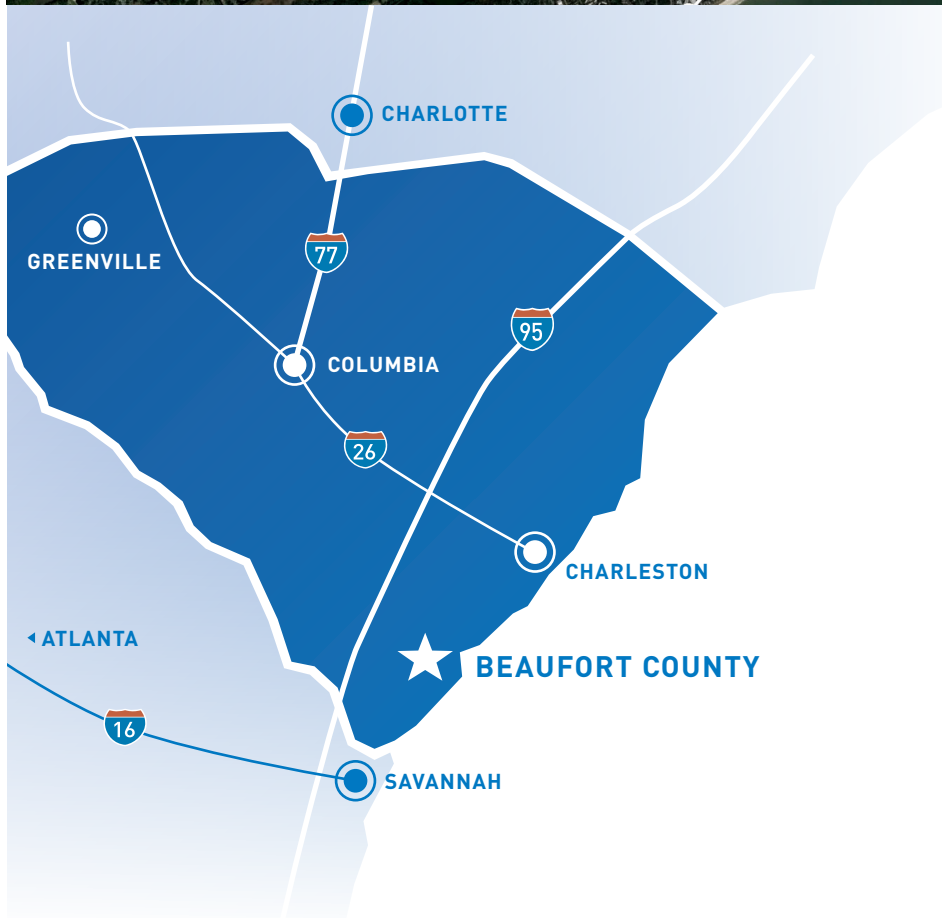 CHARLOTTE
GREENVILLE
77
95
COLUMBIA
26
CHARLESTON
ATLANTA
BEAUFORT COUNTY
16
SAVANNAH